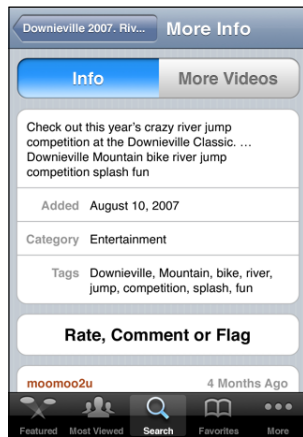 Downieville 2007. Riv... More Info
Info More Videos
Check out this year's crazy river jump
competition at the Downieville Classic. ...
Downieville Mountain bike river jump
competition splash fun
Added August 10, 2007
Category Entertainment
Tags Downieville, Mountain, bike, river,
jump, competition, splash, fun
Rate, Comment or Flag
moomoo2u 4 Months Ago
Featured Most Viewed Search Favorites More